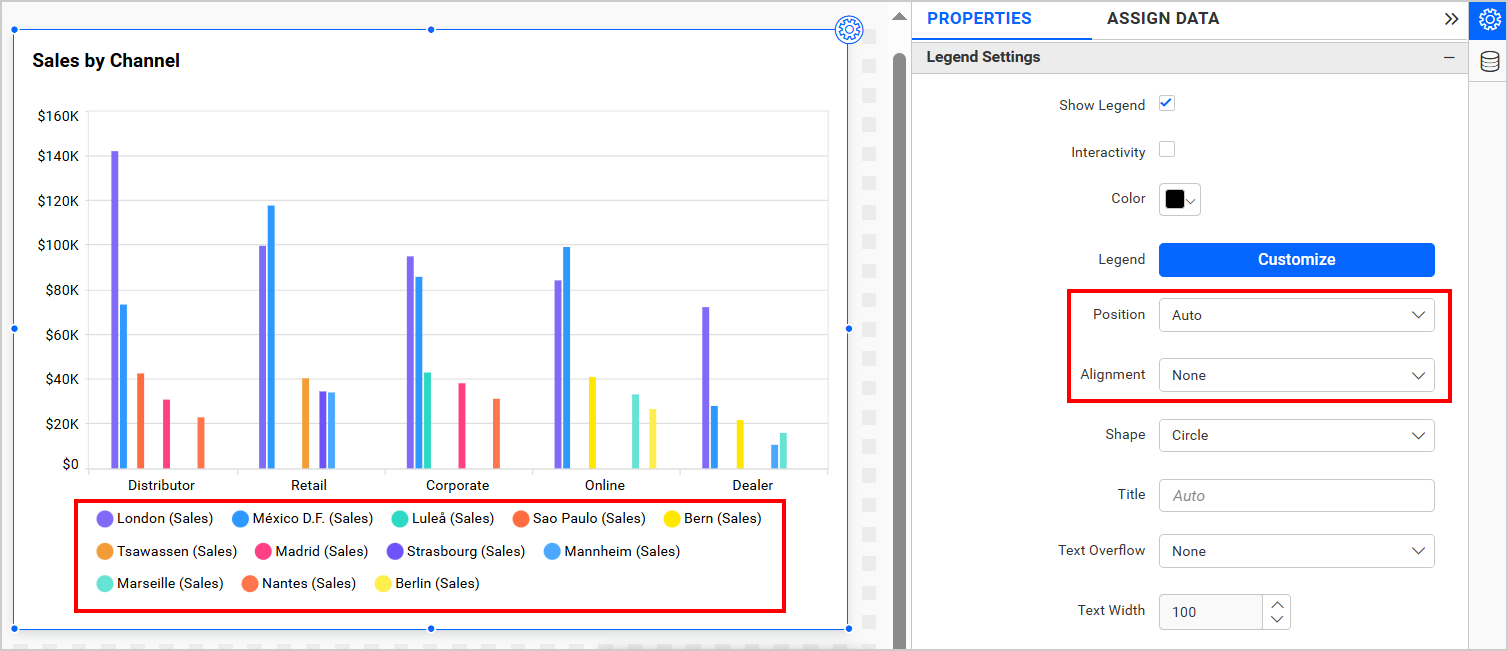 Sales by Channel
$160K
$140K
$120K
$100K
$80K
$60K
$40K
$20K
$0
Distributor Retail Corporate Online Dealer
London (Sales) México D.F. (Sales) Luleå (Sales) Sao Paulo (Sales) Bern (Sales)
Tsawassen (Sales) Madrid (Sales) Strasbourg (Sales) Mannheim (Sales)
Marseille (Sales) Nantes (Sales) Berlin (Sales)
PROPERTIES ASSIGN DATA
Legend Settings
Show Legend
Interactivity
Color
Legend Customize
Position Auto
Alignment None
Shape Circle
Title Auto
Text Overflow None
Text Width 100